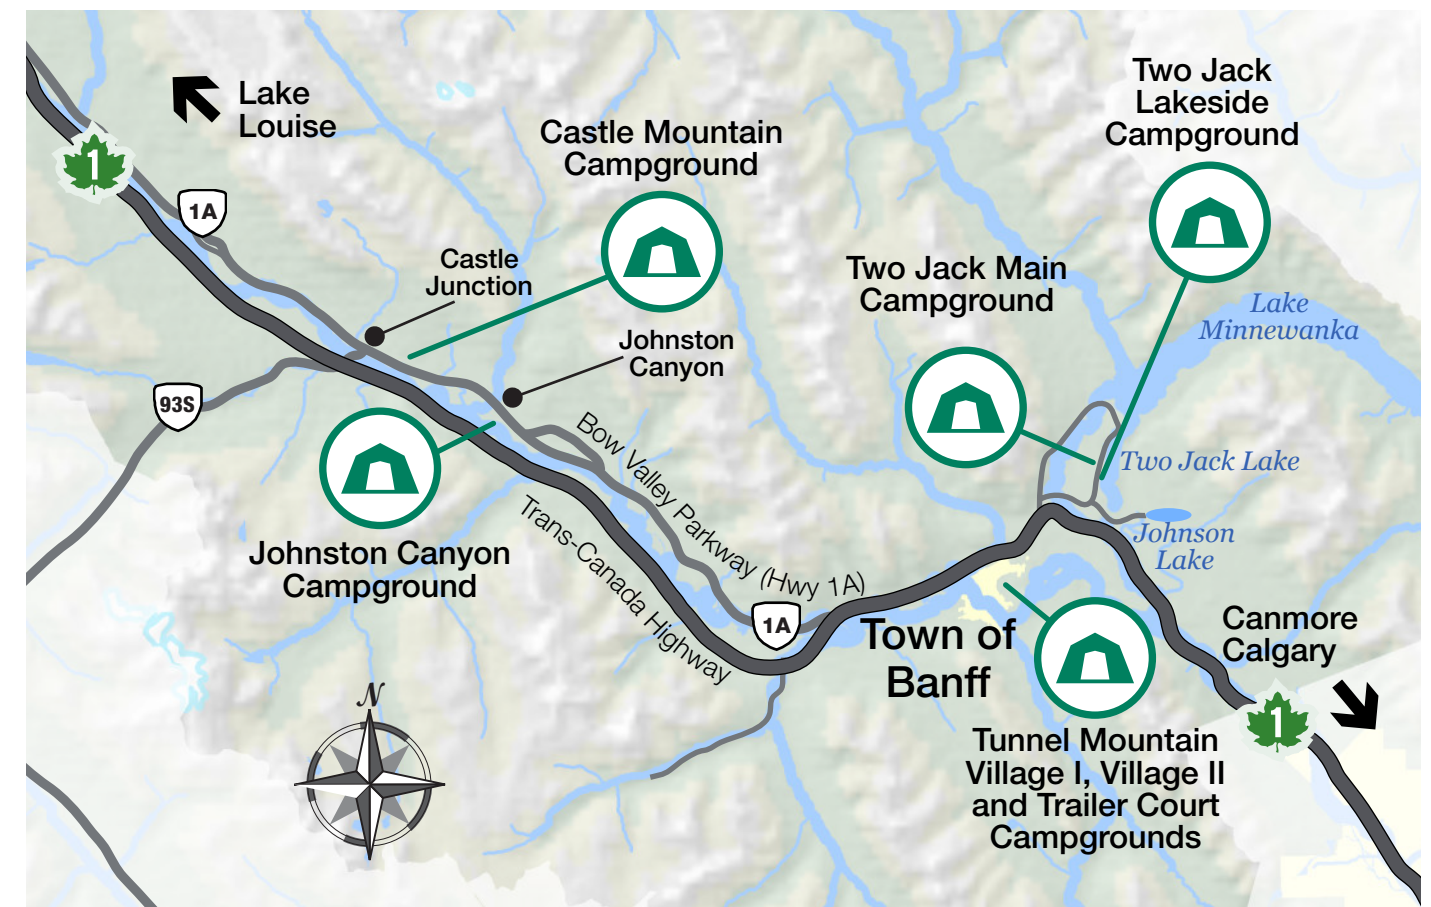 Lake
Louise
1
1A
Castle Mountain
Campground
Two Jack
Lakeside
Campground
Castle
Junction
Two Jack Main
Campground
Lake
Minnewanka
Johnston
Canyon
93S
Bow Valley Parkway (Hwy 1A)
Two Jack Lake
Trans-Canada Highway
Johnson
Lake
Johnston Canyon
Campground
1A
Town of
Banff
Canmore
Calgary
N
1
Tunnel Mountain
Village I, Village II
and Trailer Court
Campgrounds